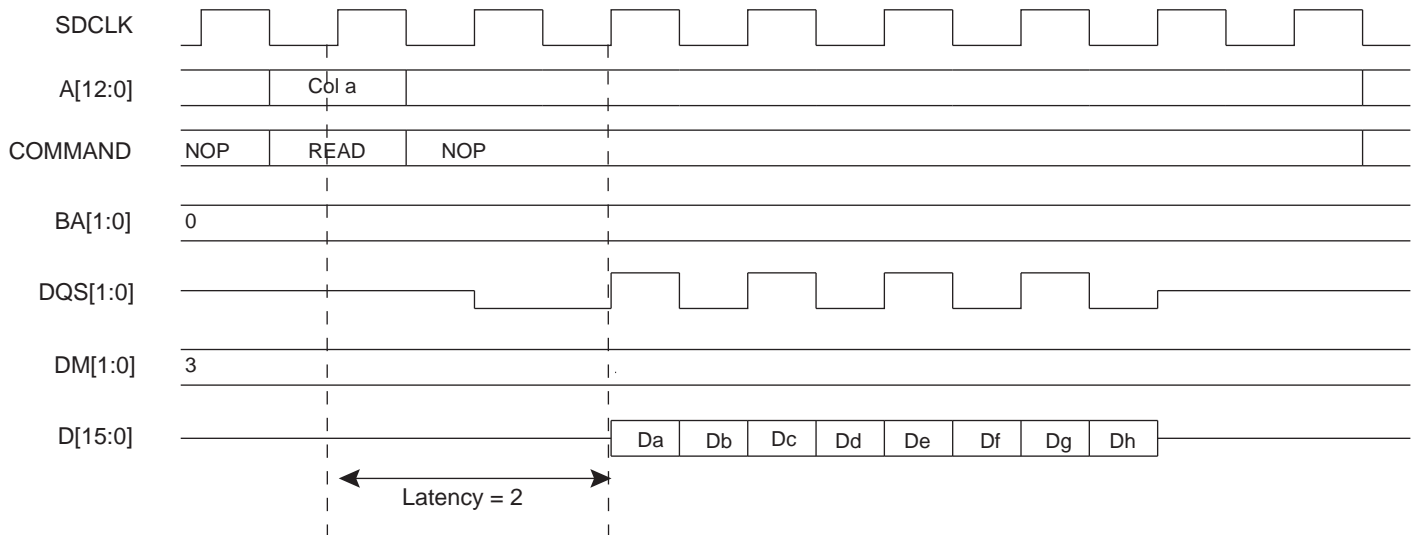 SDCLK
A[12:0] Col a
COMMAND NOP READ NOP
BA[1:0] 0
DQS[1:0]
DM[1:0] 3
D[15:0] Da Db Dc Dd De Df Dg Dh
Latency = 2